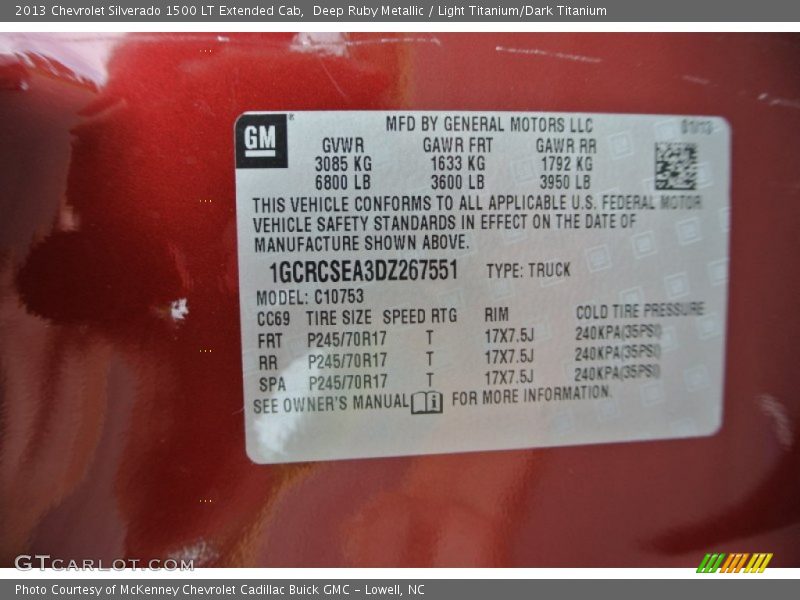 2013 Chevrolet Silverado 1500 LT Extended Cab, Deep Ruby Metallic / Light Titanium/Dark Titanium
GM
MFD BY GENERAL MOTORS LLC 01/13
GVWR GAWR FRT GAWR RR
3085 KG 1633 KG 1792 KG
6800 LB 3600 LB 3950 LB
THIS VEHICLE CONFORMS TO ALL APPLICABLE U.S. FEDERAL MOTOR
VEHICLE SAFETY STANDARDS IN EFFECT ON THE DATE OF
MANUFACTURE SHOWN ABOVE.
1GCRCSEA3DZ267551 TYPE: TRUCK
MODEL: C10753
CC69 TIRE SIZE SPEED RTG RIM COLD TIRE PRESSURE
FRT P245/70R17 T 17X7.5J 240KPA(35PSI)
RR P245/70R17 T 17X7.5J 240KPA(35PSI)
SPA P245/70R17 T 17X7.5J 240KPA(35PSI)
SEE OWNER'S MANUAL FOR MORE INFORMATION.
GTCARLOT.COM
Photo Courtesy of McKenney Chevrolet Cadillac Buick GMC – Lowell, NC